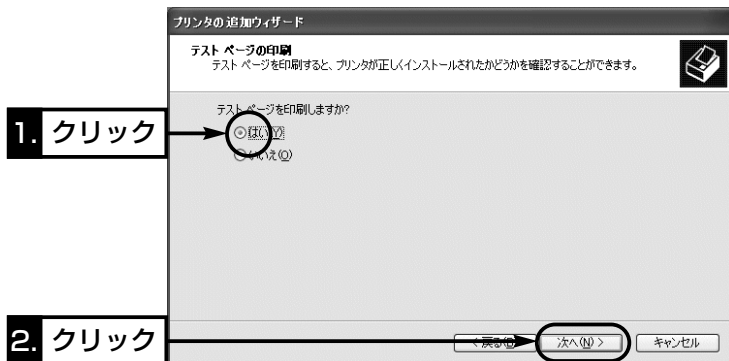 プリンタの追加ウィザード
テスト ページの印刷
テスト ページを印刷すると、プリンタが正しくインストールされたかどうかを確認することができます。
テスト ページを印刷しますか?
1. クリック
はい(Y)
いいえ(O)
2. クリック
< 戻る(B) 次へ(N) > キャンセル